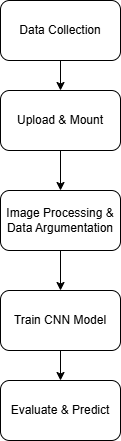 Data Collection
Upload & Mount
Image Processing &
Data Argumentation
Train CNN Model
Evaluate & Predict